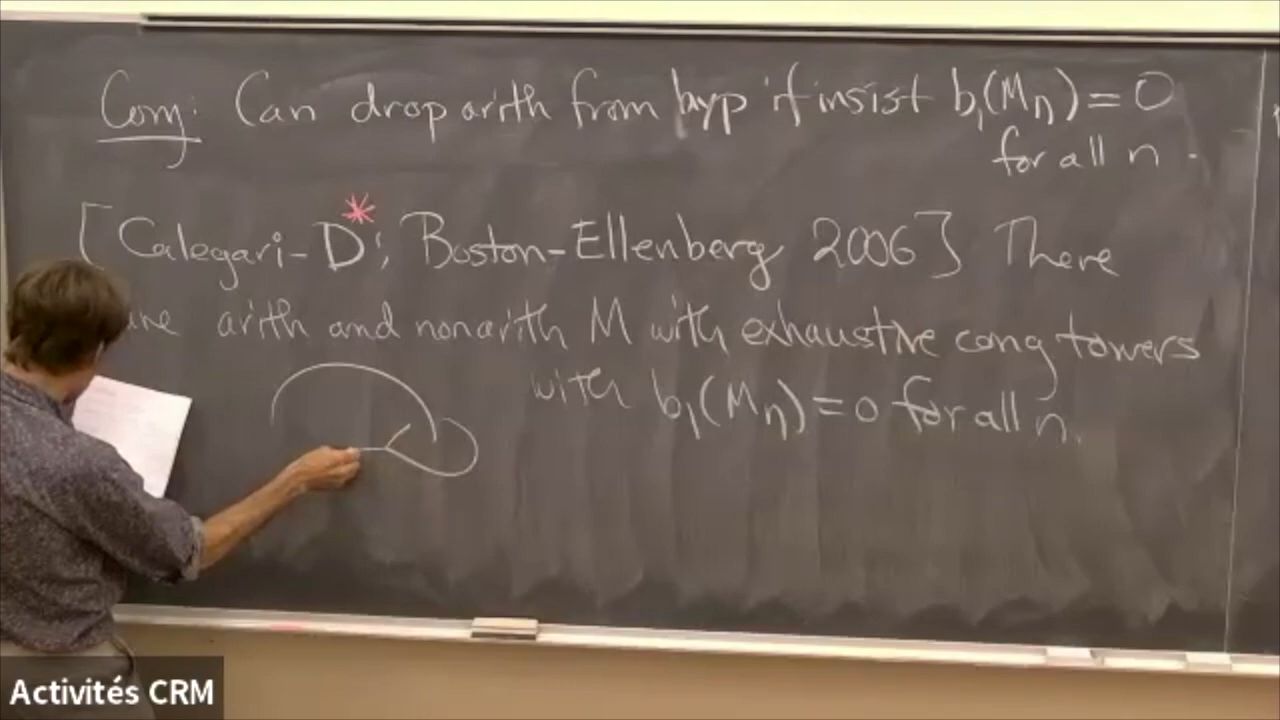 Conj: Can drop arith from hyp if insist b₁(Mₙ) = 0
for all n.
[Calegari-D*; Boston-Ellenberg 2006] There
are arith and nonarith M with exhaustive cong towers
with b₁(Mₙ) = 0 for all n.
Activités CRM